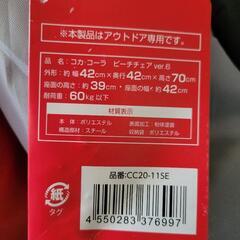 ※本製品はアウトドア専用です。
品名：コカ・コーラ ビーチチェア ver.6
外形：約 幅42cm×奥行42cm×高さ70cm
座面の高さ：約39cm・座面の幅：約42cm
耐荷重：60kg以下
材質表示
本体：ポリエステル
表面加工：粉体塗装
構造部材：スチール
テープ：ポリエステル
品番：CC20-115E
紙
タグ
4550283376997